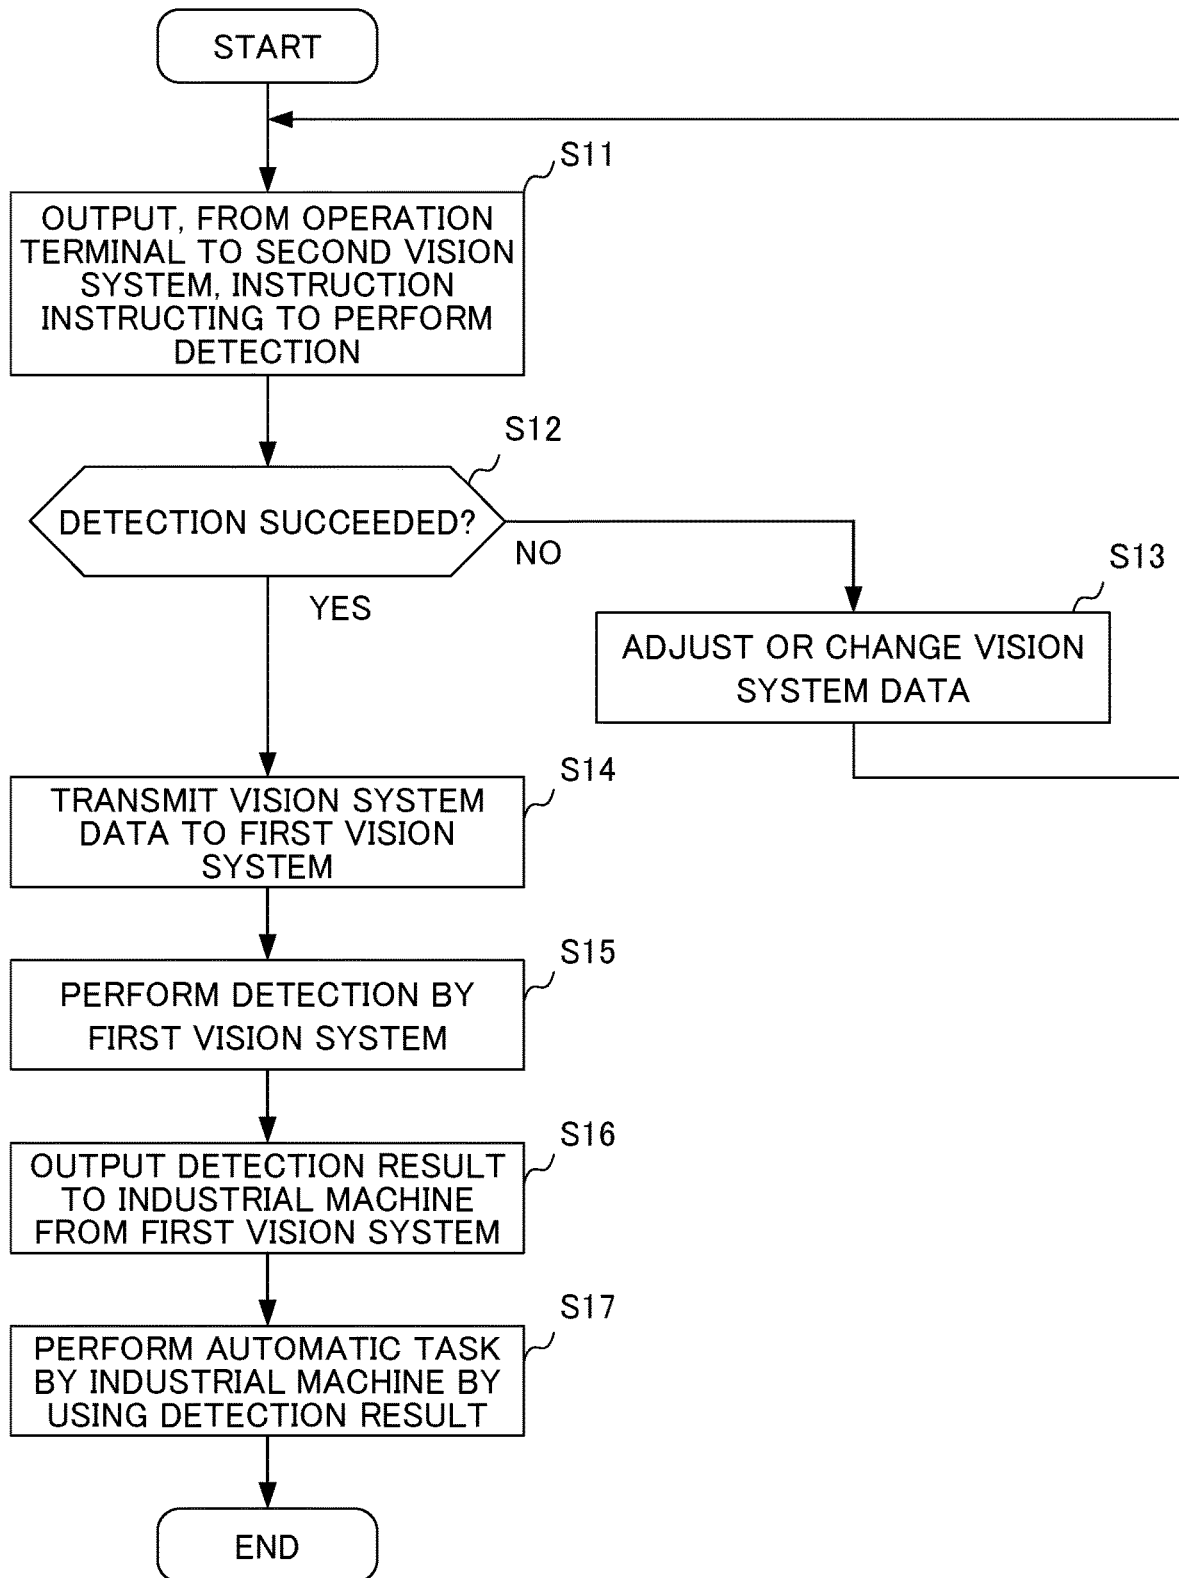 START
S11
OUTPUT, FROM OPERATION
TERMINAL TO SECOND VISION
SYSTEM, INSTRUCTION
INSTRUCTING TO PERFORM
DETECTION
S12
DETECTION SUCCEEDED?
NO
YES
S13
ADJUST OR CHANGE VISION
SYSTEM DATA
S14
TRANSMIT VISION SYSTEM
DATA TO FIRST VISION
SYSTEM
S15
PERFORM DETECTION BY
FIRST VISION SYSTEM
S16
OUTPUT DETECTION RESULT
TO INDUSTRIAL MACHINE
FROM FIRST VISION SYSTEM
S17
PERFORM AUTOMATIC TASK
BY INDUSTRIAL MACHINE BY
USING DETECTION RESULT
END